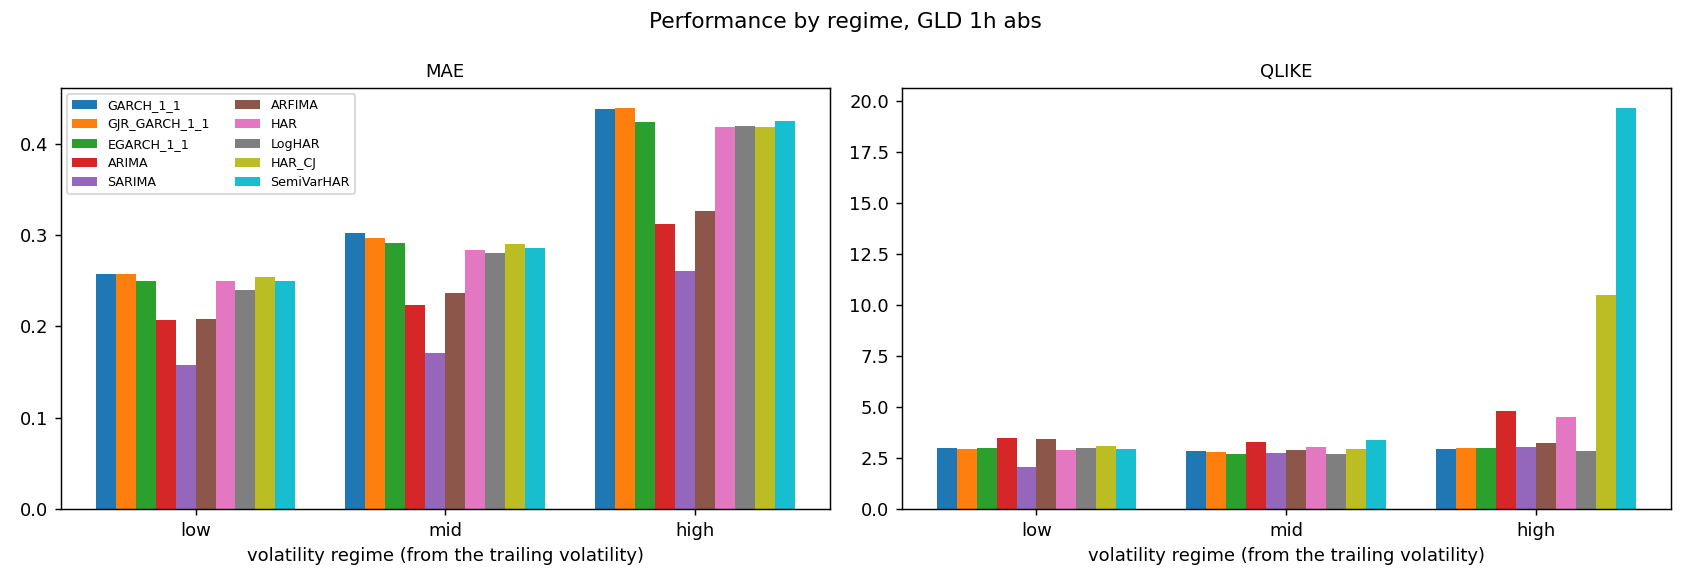 Performance by regime, GLD 1h abs
MAE
GARCH_1_1
GJR_GARCH_1_1
EGARCH_1_1
ARIMA
SARIMA
ARFIMA
HAR
LogHAR
HAR_CJ
SemiVarHAR
0.4
0.3
0.2
0.1
0.0
low mid high
volatility regime (from the trailing volatility)
QLIKE
20.0
17.5
15.0
12.5
10.0
7.5
5.0
2.5
0.0
low mid high
volatility regime (from the trailing volatility)